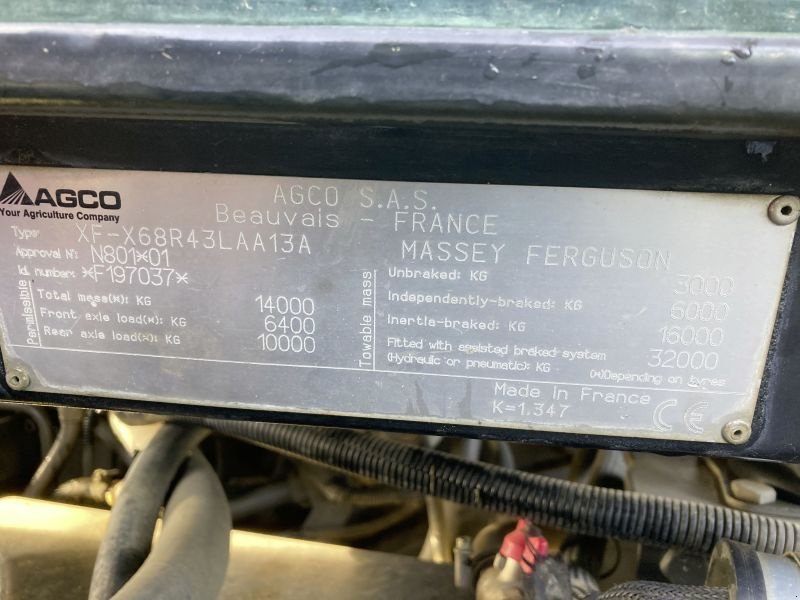 AGCO
Your Agriculture Company
AGCO S.A.S.
Beauvais - FRANCE
Type: XF-X68R43LAA13A
MASSEY FERGUSON
Approval N°: N801*01
Id. number: *F197037*
Permissible
Total mass(*): KG 14000
Front axle load(*): KG 6400
Rear axle load(*): KG 10000
Towable mass:
Unbraked: KG 3000
Independently-braked: KG 6000
Inertia-braked: KG 16000
Fitted with assisted braked system
(Hydraulic or pneumatic): KG 32000
(*)Depending on tyres
Made In France
K=1.347
CE